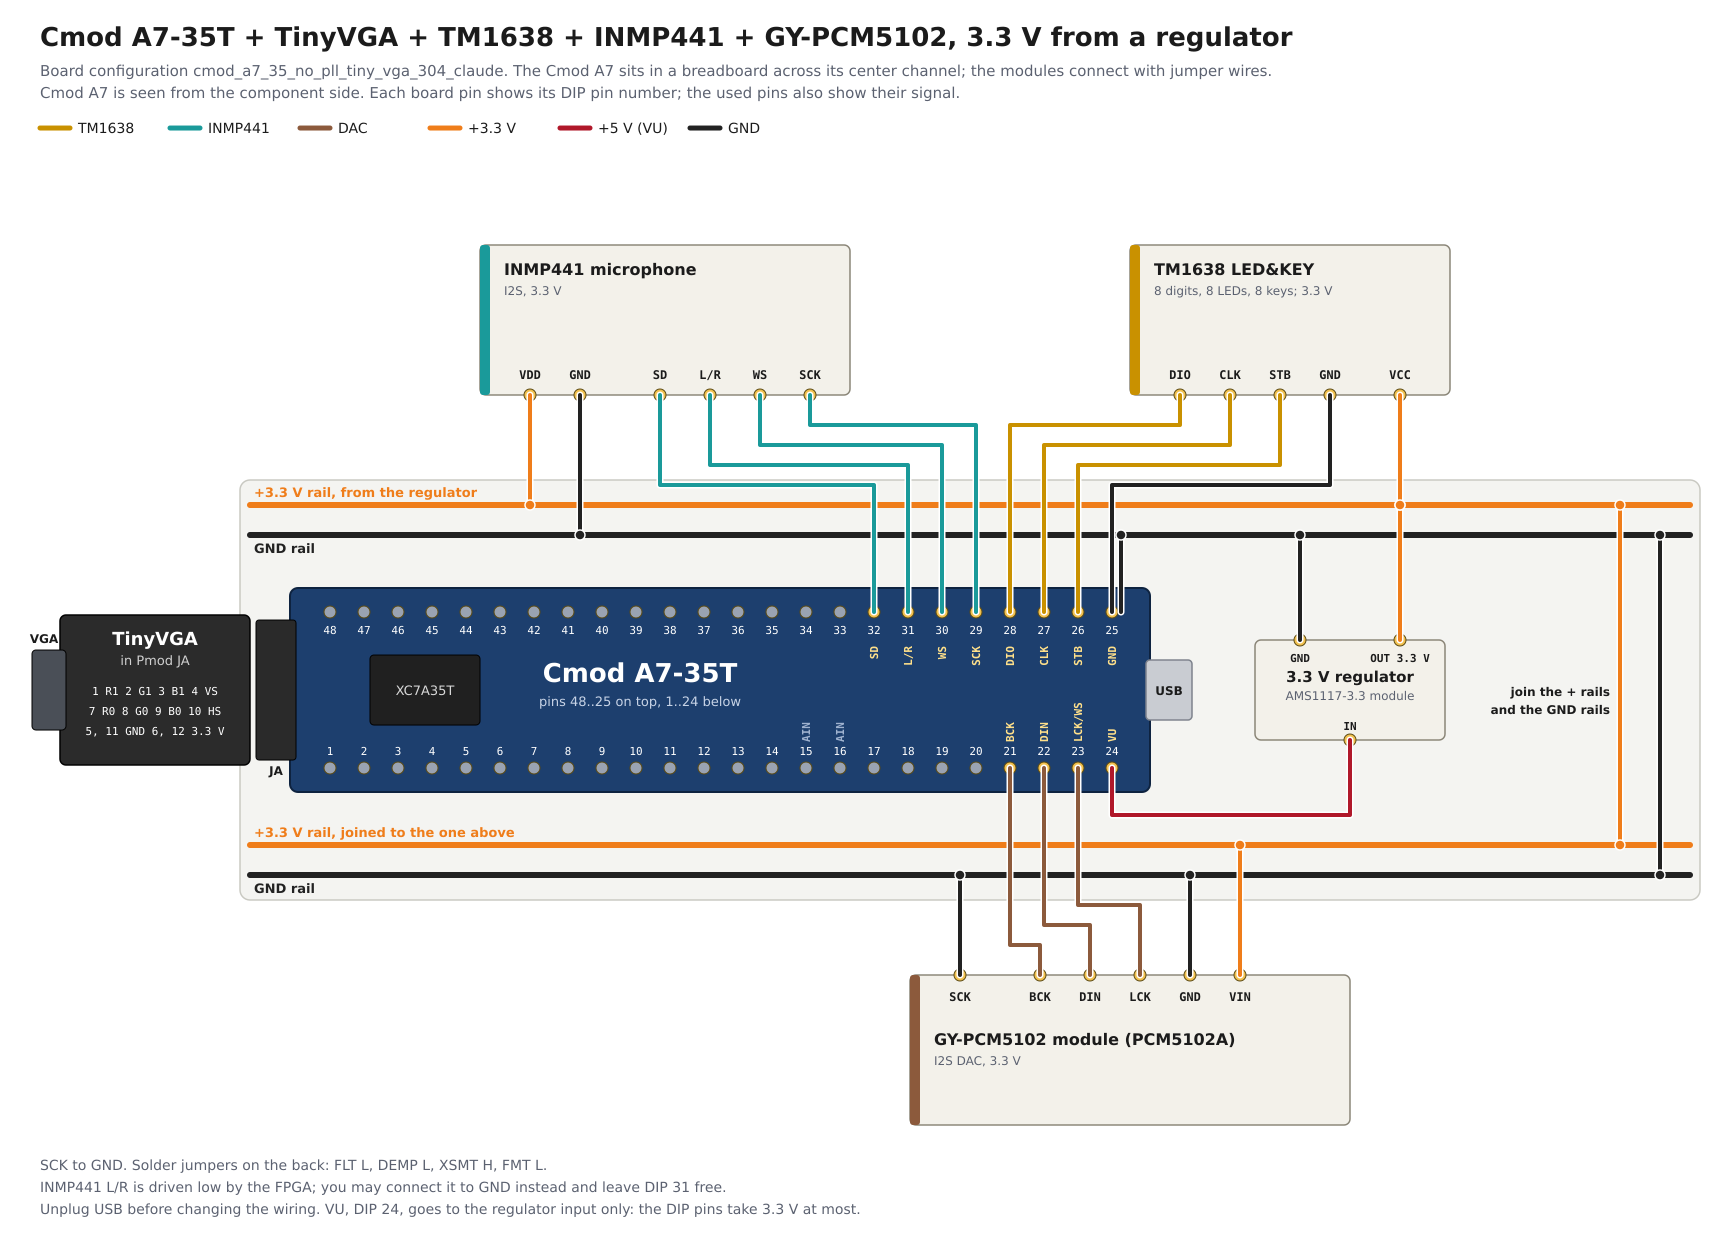 Cmod A7-35T + TinyVGA + TM1638 + INMP441 + GY-PCM5102, 3.3 V from a regulator
Board configuration cmod_a7_35_no_pll_tiny_vga_304_claude. The Cmod A7 sits in a breadboard across its center channel; the modules connect with jumper wires.
Cmod A7 is seen from the component side. Each board pin shows its DIP pin number; the used pins also show their signal.
TM1638 INMP441 DAC +3.3 V +5 V (VU) GND
INMP441 microphone
I2S, 3.3 V
VDD GND SD L/R WS SCK
TM1638 LED&KEY
8 digits, 8 LEDs, 8 keys; 3.3 V
DIO CLK STB GND VCC
+3.3 V rail, from the regulator
GND rail
VGA
TinyVGA
in Pmod JA
1 R1 2 G1 3 B1 4 VS
7 R0 8 G0 9 B0 10 HS
5, 11 GND 6, 12 3.3 V
JA
48 47 46 45 44 43 42 41 40 39 38 37 36 35 34 33 32 31 30 29 28 27 26 25
SD L/R WS SCK DIO CLK STB GND
XC7A35T
Cmod A7-35T
pins 48..25 on top, 1..24 below
USB
AIN AIN BCK DIN LCK/WS VU
1 2 3 4 5 6 7 8 9 10 11 12 13 14 15 16 17 18 19 20 21 22 23 24
GND OUT 3.3 V
3.3 V regulator
AMS1117-3.3 module
IN
join the + rails
and the GND rails
+3.3 V rail, joined to the one above
GND rail
SCK BCK DIN LCK GND VIN
GY-PCM5102 module (PCM5102A)
I2S DAC, 3.3 V
SCK to GND. Solder jumpers on the back: FLT L, DEMP L, XSMT H, FMT L.
INMP441 L/R is driven low by the FPGA; you may connect it to GND instead and leave DIP 31 free.
Unplug USB before changing the wiring. VU, DIP 24, goes to the regulator input only: the DIP pins take 3.3 V at most.